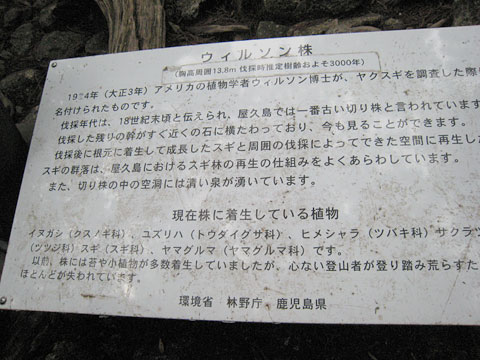 ウィルソン株
(胸高周囲13.8m 伐採時推定樹齢およそ3000年)
1914年(大正3年)アメリカの植物学者ウィルソン博士が、ヤクスギを調査した際
名付けられたものです。
伐採年代は、18世紀末頃と伝えられ、屋久島では一番古い切り株と言われています
伐採した残りの幹がすぐ近くの石に横たわっており、今も見ることができます。
伐採後に根元に着生して成長したスギと周囲の伐採によってできた空間に再生した
スギの群落は、屋久島におけるスギ林の再生の仕組みをよくあらわしています。
また、切り株の中の空洞には清い泉が湧いています。
現在株に着生している植物
イヌガシ(クスノキ科)、ユズリハ(トウダイグサ科)、ヒメシャラ(ツバキ科)サクラツ
(ツツジ科)スギ(スギ科)、ヤマグルマ(ヤマグルマ科)です。
以前、株には苔や小植物が多数着生していましたが、心ない登山者が登り踏み荒らすた
ほとんどが失われています。
環境省 林野庁 鹿児島県